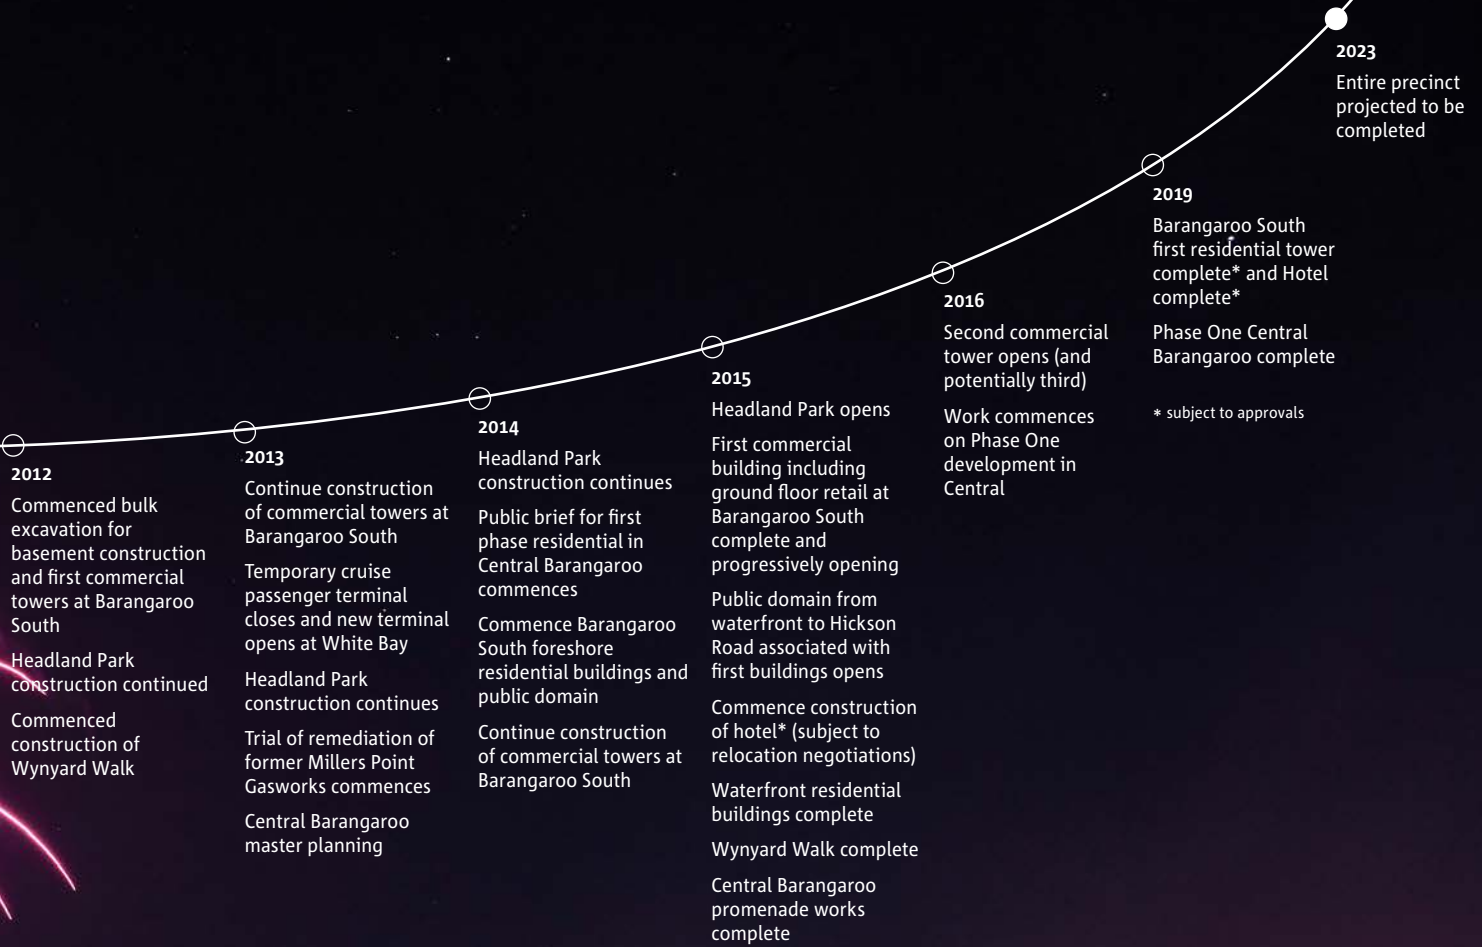 2012
Commenced bulk
excavation for
basement construction
and first commercial
towers at Barangaroo
South
Headland Park
construction continued
Commenced
construction of
Wynyard Walk
2013
Continue construction
of commercial towers at
Barangaroo South
Temporary cruise
passenger terminal
closes and new terminal
opens at White Bay
Headland Park
construction continues
Trial of remediation of
former Millers Point
Gasworks commences
Central Barangaroo
master planning
2014
Headland Park
construction continues
Public brief for first
phase residential in
Central Barangaroo
commences
Commence Barangaroo
South foreshore
residential buildings and
public domain
Continue construction
of commercial towers at
Barangaroo South
2015
Headland Park opens
First commercial
building including
ground floor retail at
Barangaroo South
complete and
progressively opening
Public domain from
waterfront to Hickson
Road associated with
first buildings opens
Commence construction
of hotel* (subject to
relocation negotiations)
Waterfront residential
buildings complete
Wynyard Walk complete
Central Barangaroo
promenade works
complete
2016
Second commercial
tower opens (and
potentially third)
Work commences
on Phase One
development in
Central
2019
Barangaroo South
first residential tower
complete* and Hotel
complete*
Phase One Central
Barangaroo complete
* subject to approvals
2023
Entire precinct
projected to be
completed